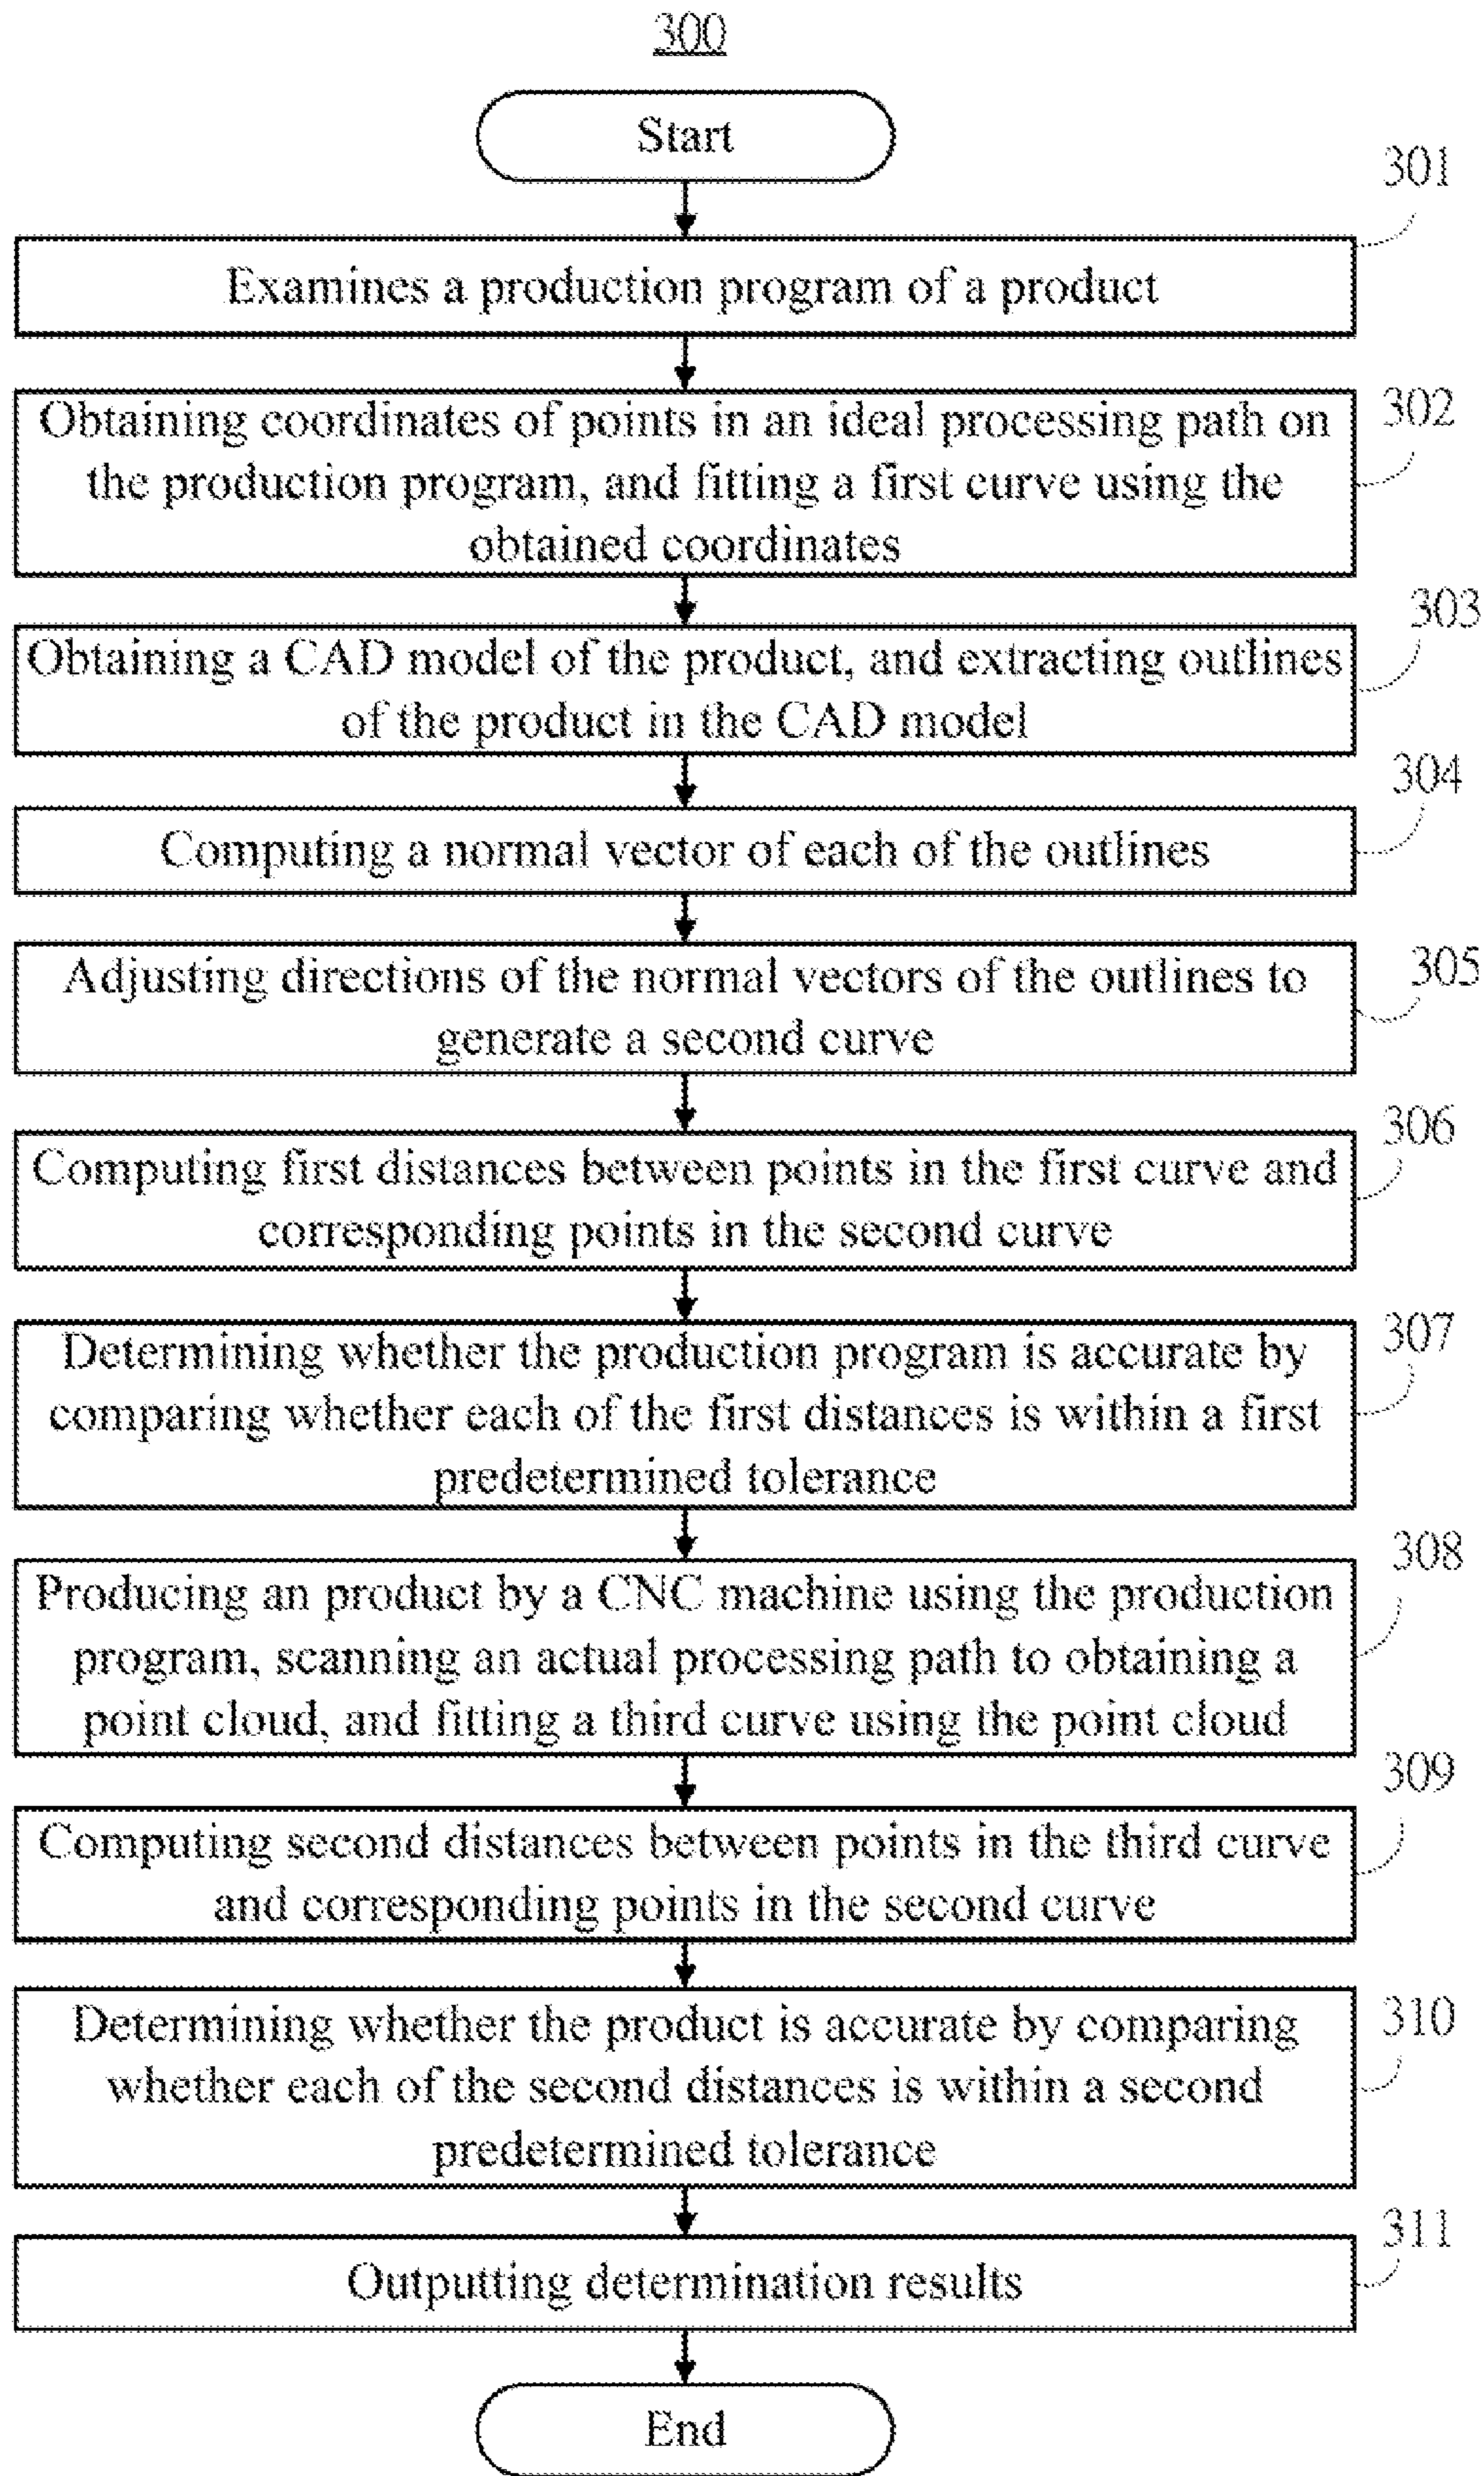 300
Start
301
Examines a production program of a product
302
Obtaining coordinates of points in an ideal processing path on
the production program, and fitting a first curve using the
obtained coordinates
303
Obtaining a CAD model of the product, and extracting outlines
of the product in the CAD model
304
Computing a normal vector of each of the outlines
305
Adjusting directions of the normal vectors of the outlines to
generate a second curve
306
Computing first distances between points in the first curve and
corresponding points in the second curve
307
Determining whether the production program is accurate by
comparing whether each of the first distances is within a first
predetermined tolerance
308
Producing an product by a CNC machine using the production
program, scanning an actual processing path to obtaining a
point cloud, and fitting a third curve using the point cloud
309
Computing second distances between points in the third curve
and corresponding points in the second curve
310
Determining whether the product is accurate by comparing
whether each of the second distances is within a second
predetermined tolerance
311
Outputting determination results
End